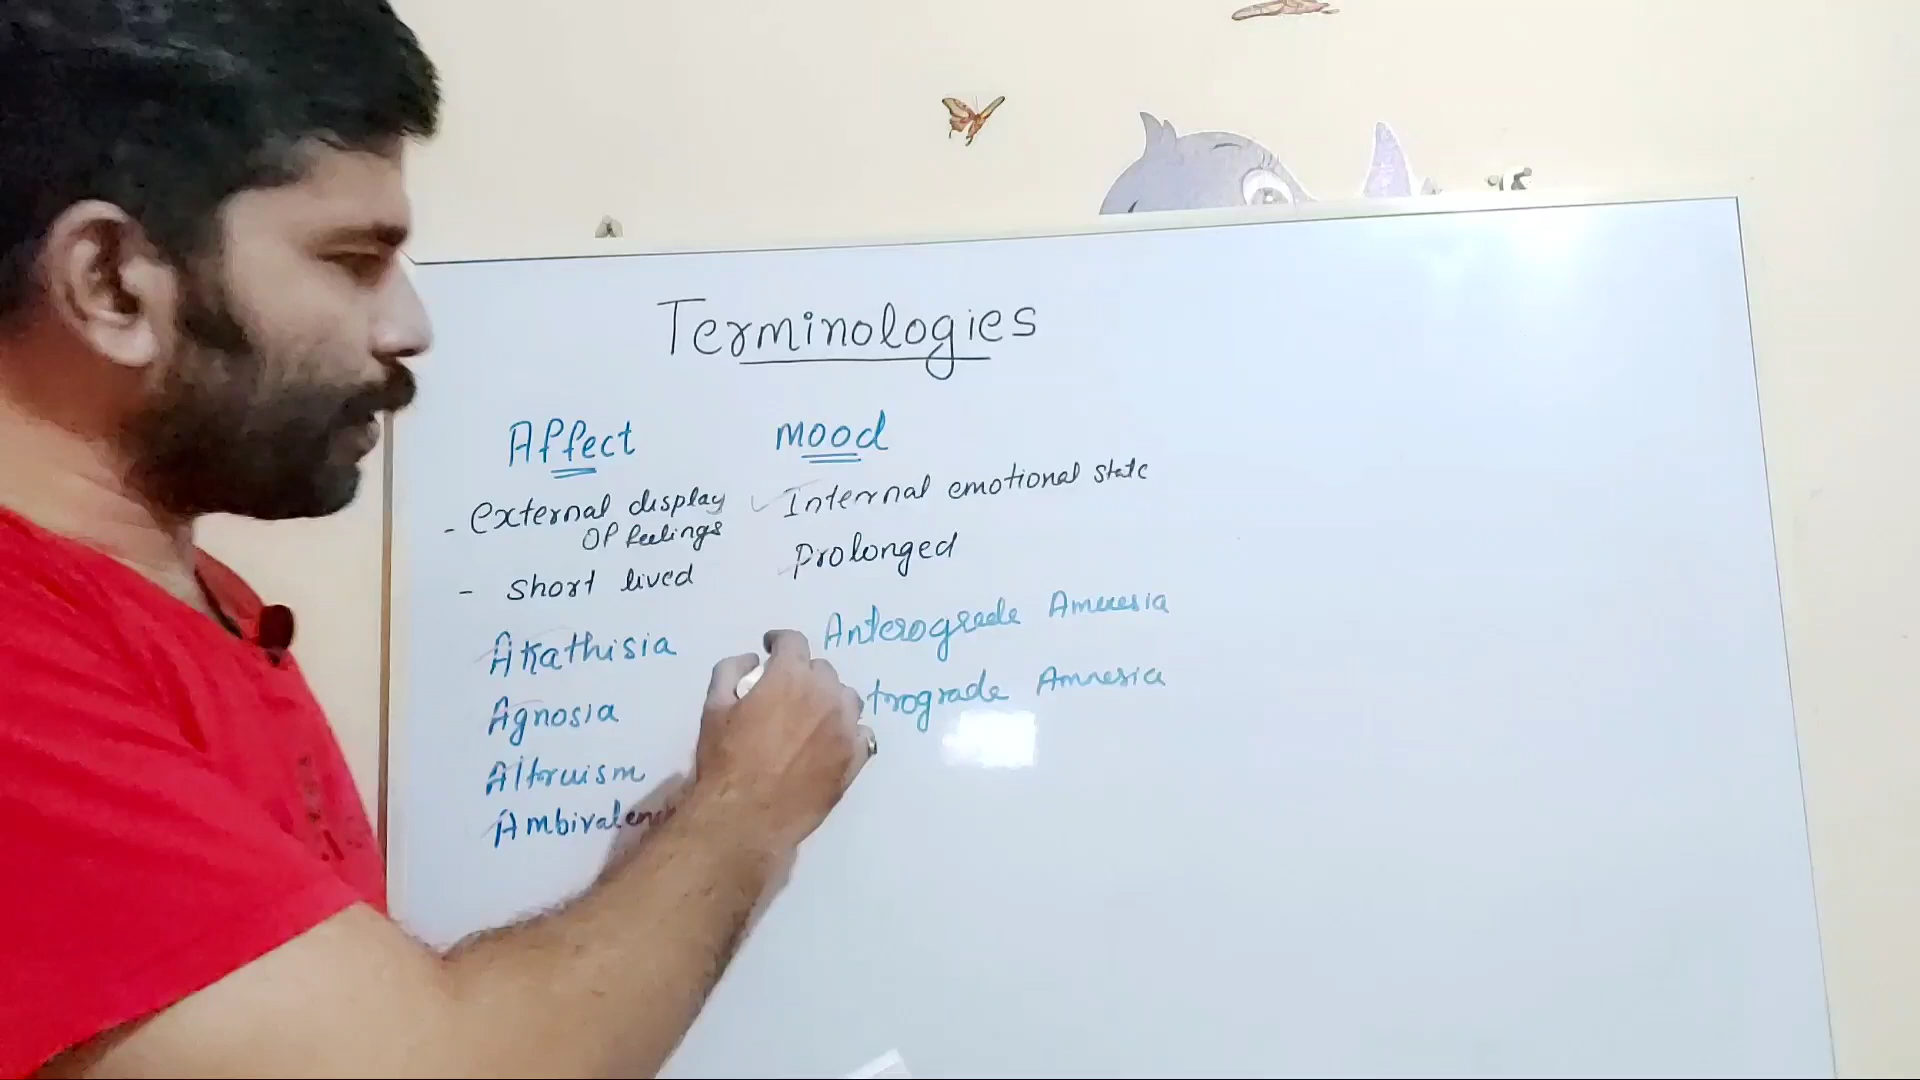 Terminologies
Affect
- External display
of feelings
- Short lived
Akathisia
Agnosia
Altruism
Mood
Internal emotional state
Prolonged
Anterograde Amnesia
Amnesia